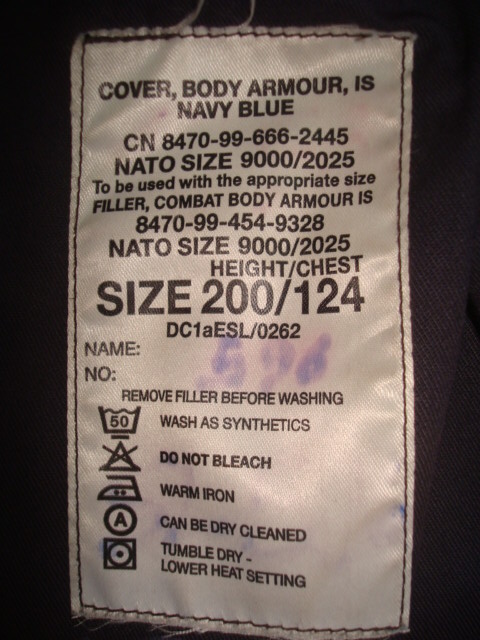 COVER, BODY ARMOUR, IS
NAVY BLUE
CN 8470-99-666-2445
NATO SIZE 9000/2025
To be used with the appropriate size
FILLER, COMBAT BODY ARMOUR IS
8470-99-454-9328
NATO SIZE 9000/2025
HEIGHT/CHEST
SIZE 200/124
DC1aESL/0262
NAME:
NO:
REMOVE FILLER BEFORE WASHING
50 WASH AS SYNTHETICS
DO NOT BLEACH
WARM IRON
A CAN BE DRY CLEANED
TUMBLE DRY -
LOWER HEAT SETTING